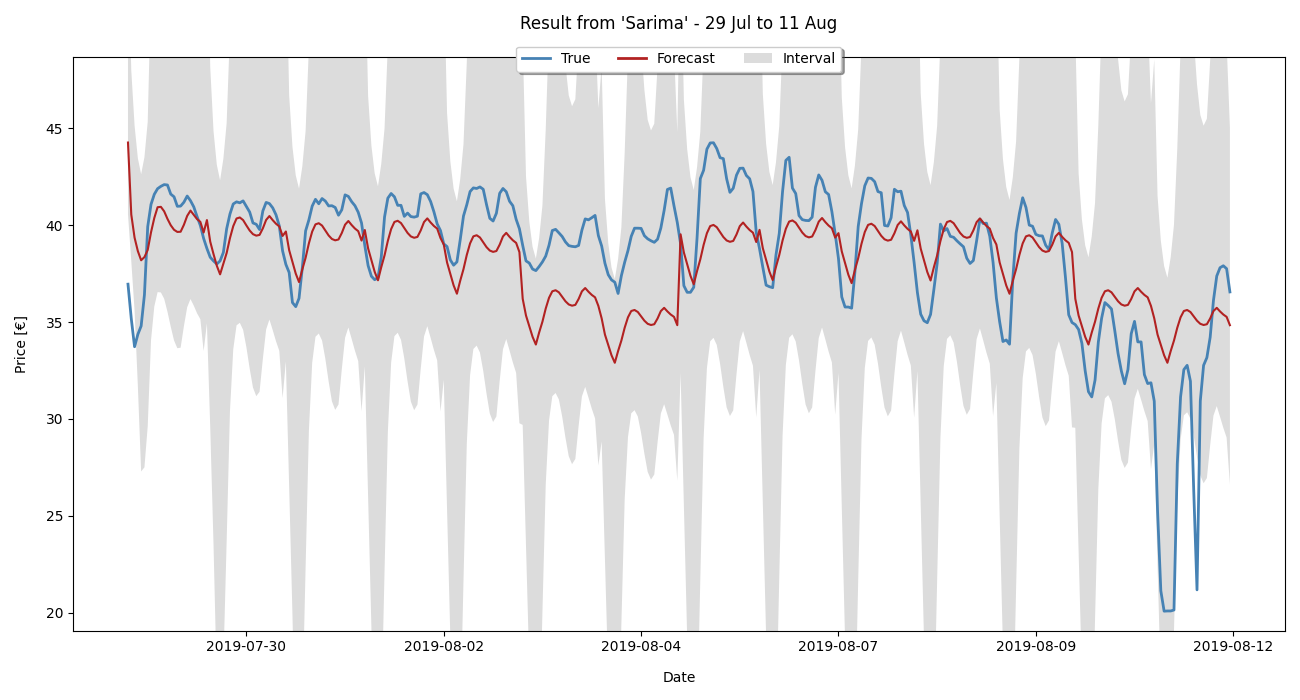 Result from 'Sarima' - 29 Jul to 11 Aug
True Forecast Interval
45
40
35
30
25
20
Price [€]
2019-07-30 2019-08-02 2019-08-04 2019-08-07 2019-08-09 2019-08-12
Date